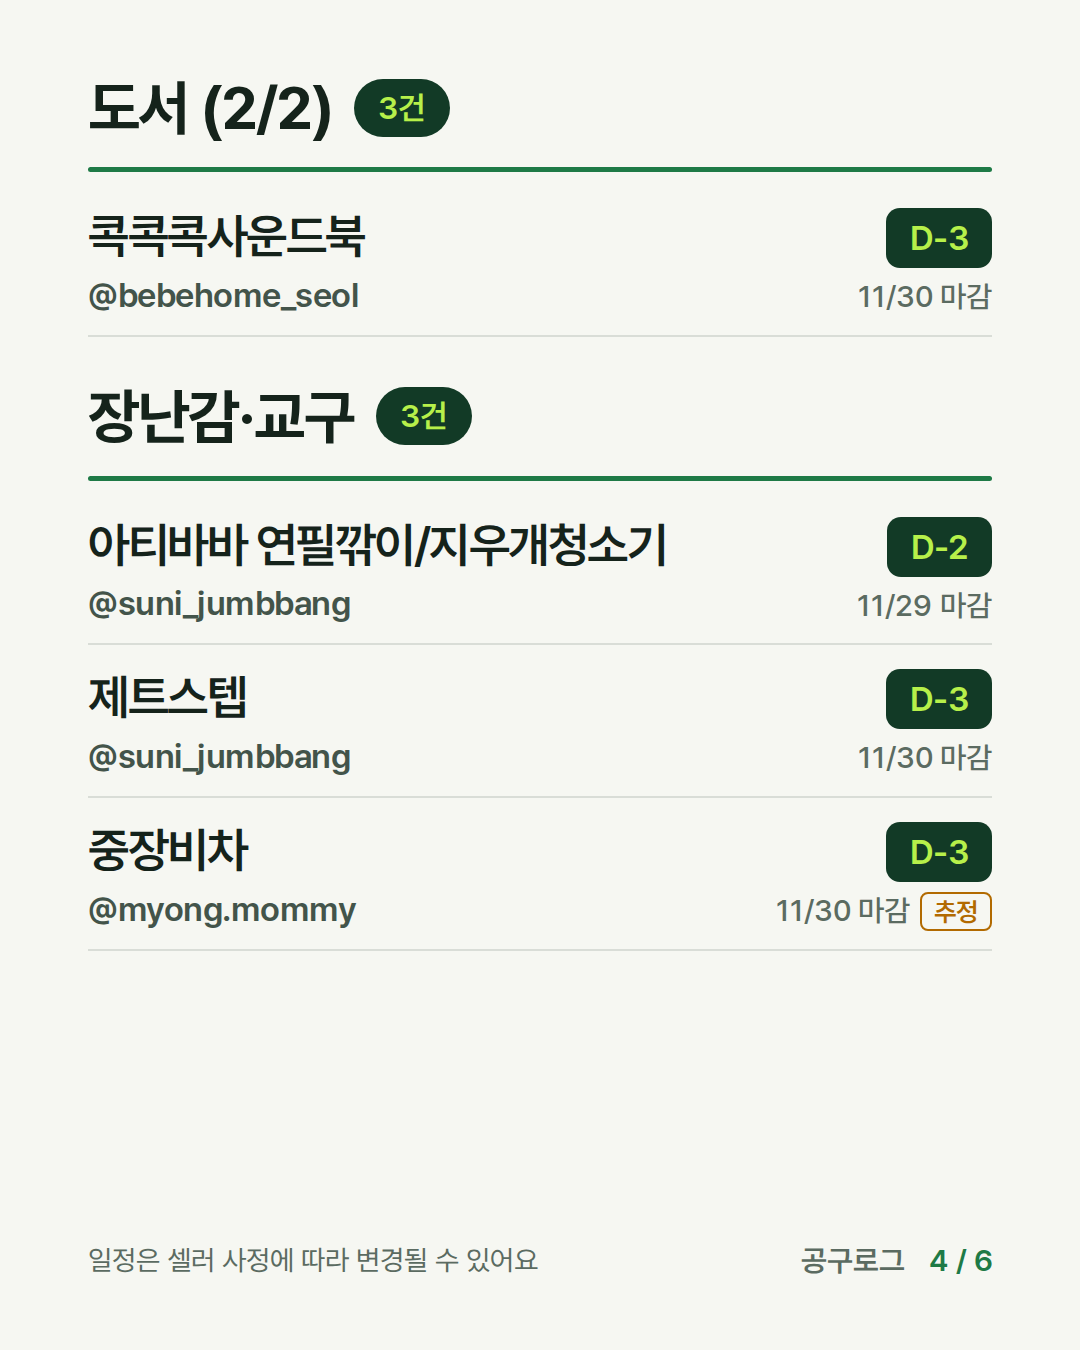 도서 (2/2) 3건
콕콕콕사운드북 D-3
@bebehome_seol 11/30 마감
장난감·교구 3건
아티바바 연필깎이/지우개청소기 D-2
@suni_jumbbang 11/29 마감
제트스텝 D-3
@suni_jumbbang 11/30 마감
중장비차 D-3
@myong.mommy 11/30 마감 추정
일정은 셀러 사정에 따라 변경될 수 있어요 공구로그 4 / 6